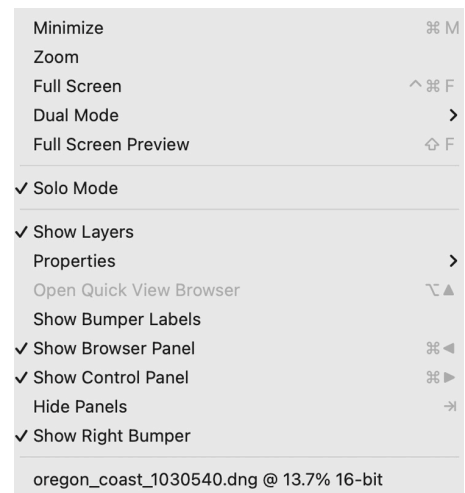 Minimize ⌘ M
Zoom
Full Screen ^ ⌘ F
Dual Mode >
Full Screen Preview ⇧ F
✓ Solo Mode
✓ Show Layers
Properties >
Open Quick View Browser ⌥ ▲
Show Bumper Labels
✓ Show Browser Panel ⌘ ◀
✓ Show Control Panel ⌘ ▶
Hide Panels ⇥
✓ Show Right Bumper
oregon_coast_1030540.dng @ 13.7% 16-bit